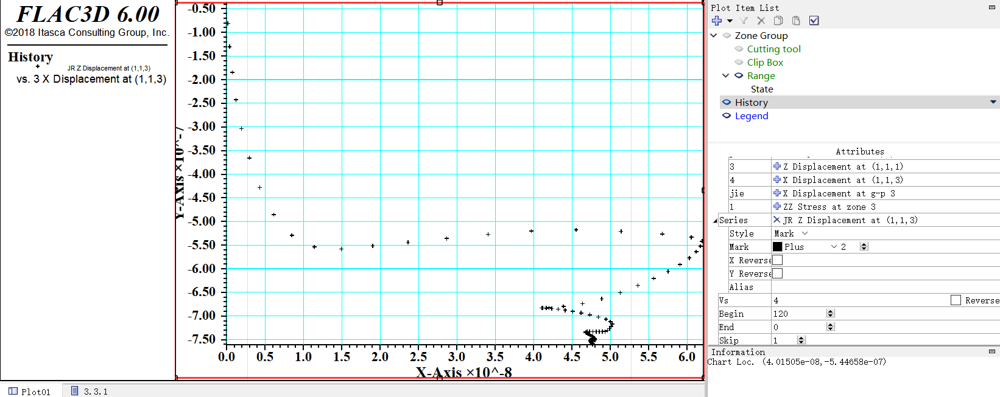 FLAC3D 6.00
©2018 Itasca Consulting Group, Inc.
History
JR Z Displacement at (1,1,3)
vs. 3 X Displacement at (1,1,3)
-0.50
-1.00
-1.50
-2.00
-2.50
-3.00
-3.50
-4.00
-4.50
-5.00
-5.50
-6.00
-6.50
-7.00
-7.50
Y-Axis ×10^-7
0.0 0.5 1.0 1.5 2.0 2.5 3.0 3.5 4.0 4.5 5.0 5.5 6.0
X-Axis ×10^-8
Plot01
3.3.1
Plot Item List
Zone Group
Cutting tool
Clip Box
Range
State
History
Legend
Attributes
3 Z Displacement at (1,1,1)
4 X Displacement at (1,1,3)
jie X Displacement at g-p 3
1 ZZ Stress at zone 3
Series JR Z Displacement at (1,1,3)
Style Mark
Mark Plus 2
X Reverse
Y Reverse
Alias
Vs 4 Reverse
Begin 120
End 0
Skip 1
Information
Chart Loc. (4.01505e-08,-5.44658e-07)